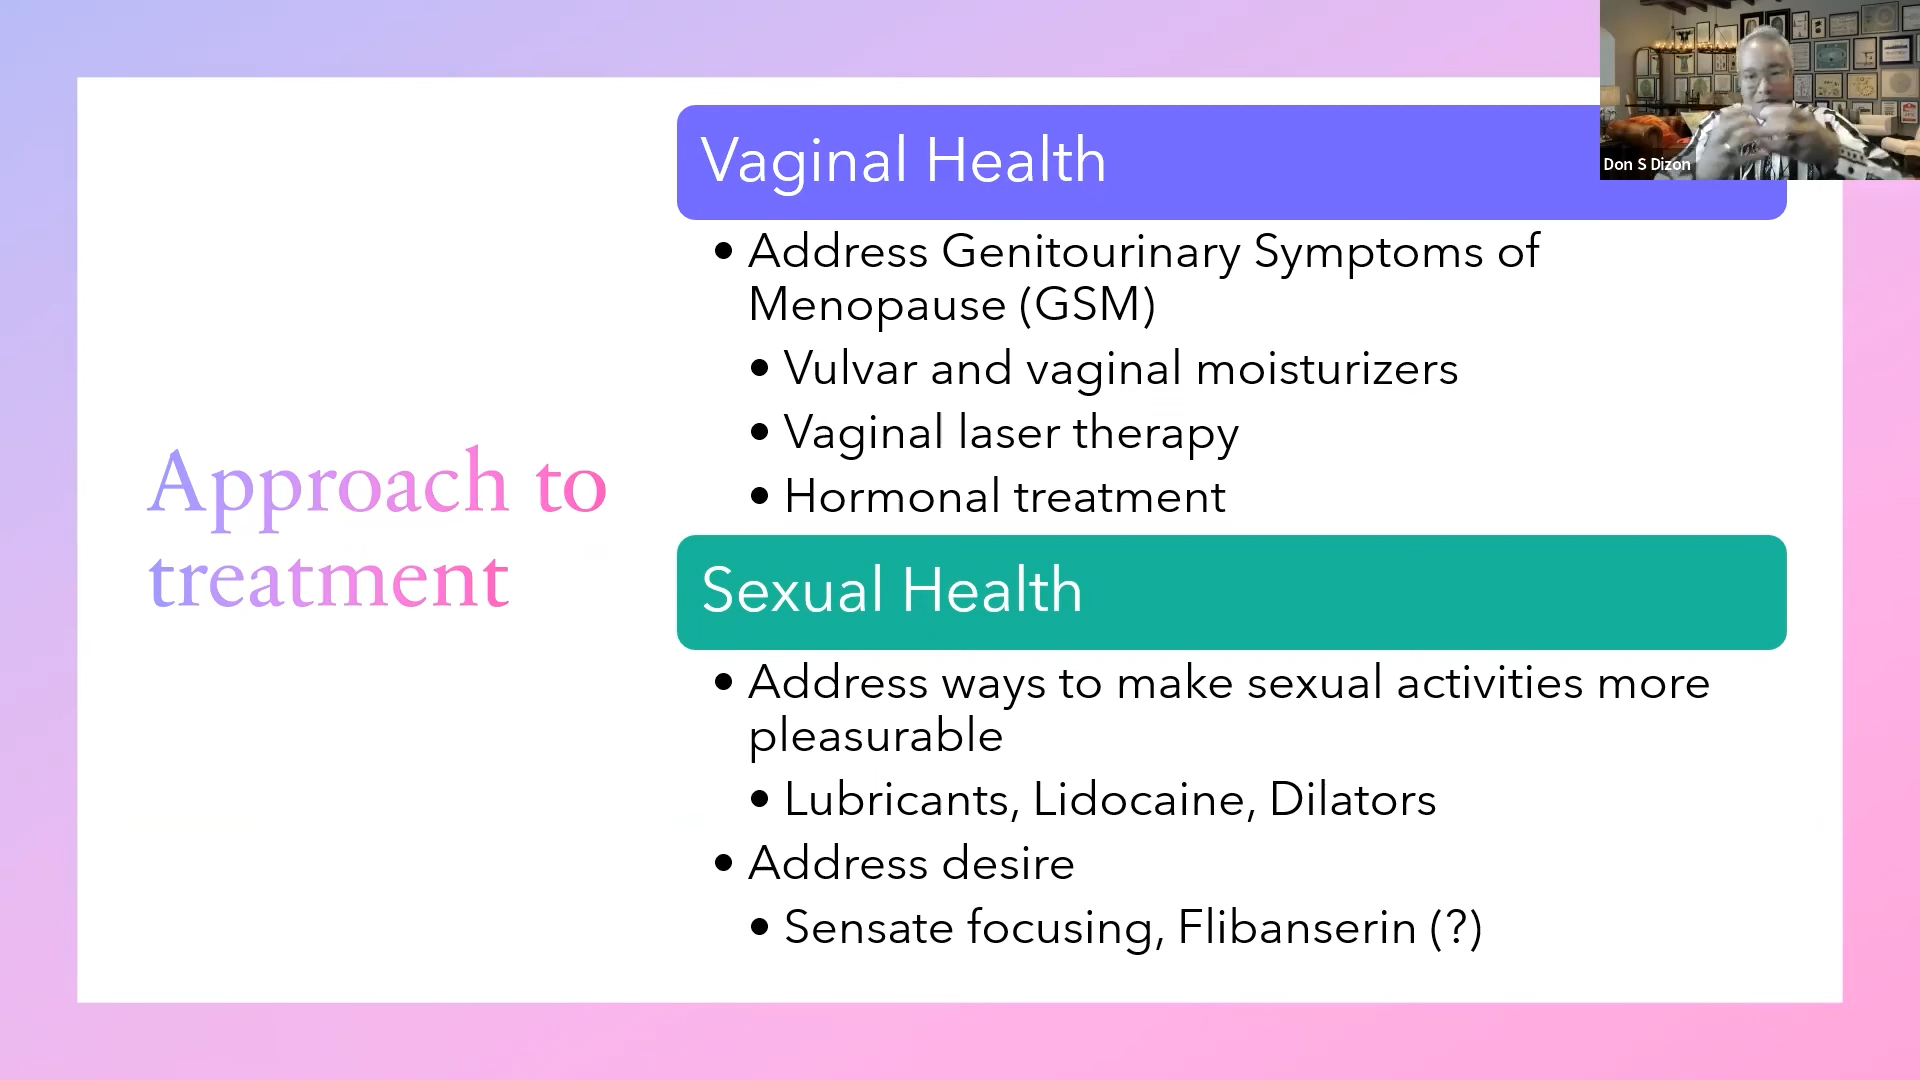 Approach to
treatment
Vaginal Health
• Address Genitourinary Symptoms of
Menopause (GSM)
• Vulvar and vaginal moisturizers
• Vaginal laser therapy
• Hormonal treatment
Sexual Health
• Address ways to make sexual activities more
pleasurable
• Lubricants, Lidocaine, Dilators
• Address desire
• Sensate focusing, Flibanserin (?)
Don S Dizon